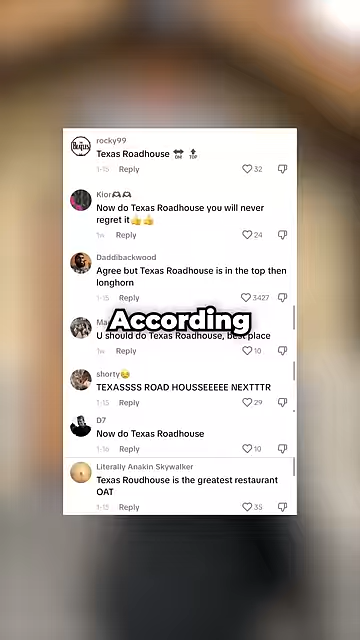 rocky99
Texas Roadhouse 🔛 🔝
1-15 Reply 32
Kior
Now do Texas Roadhouse you will never
regret it👍👍
1w Reply 24
Daddibackwood
Agree but Texas Roadhouse is in the top then
longhorn
1-15 Reply 3427
According
U should do Texas Roadhouse, best place
1w Reply 10
shorty😂
TEXASSSS ROAD HOUSSEEEEE NEXTTTR
1-13 Reply 29
D7
Now do Texas Roadhouse
1-16 Reply 10
Literally Anakin Skywalker
Texas Roudhouse is the greatest restaurant
OAT
1-13 Reply 35